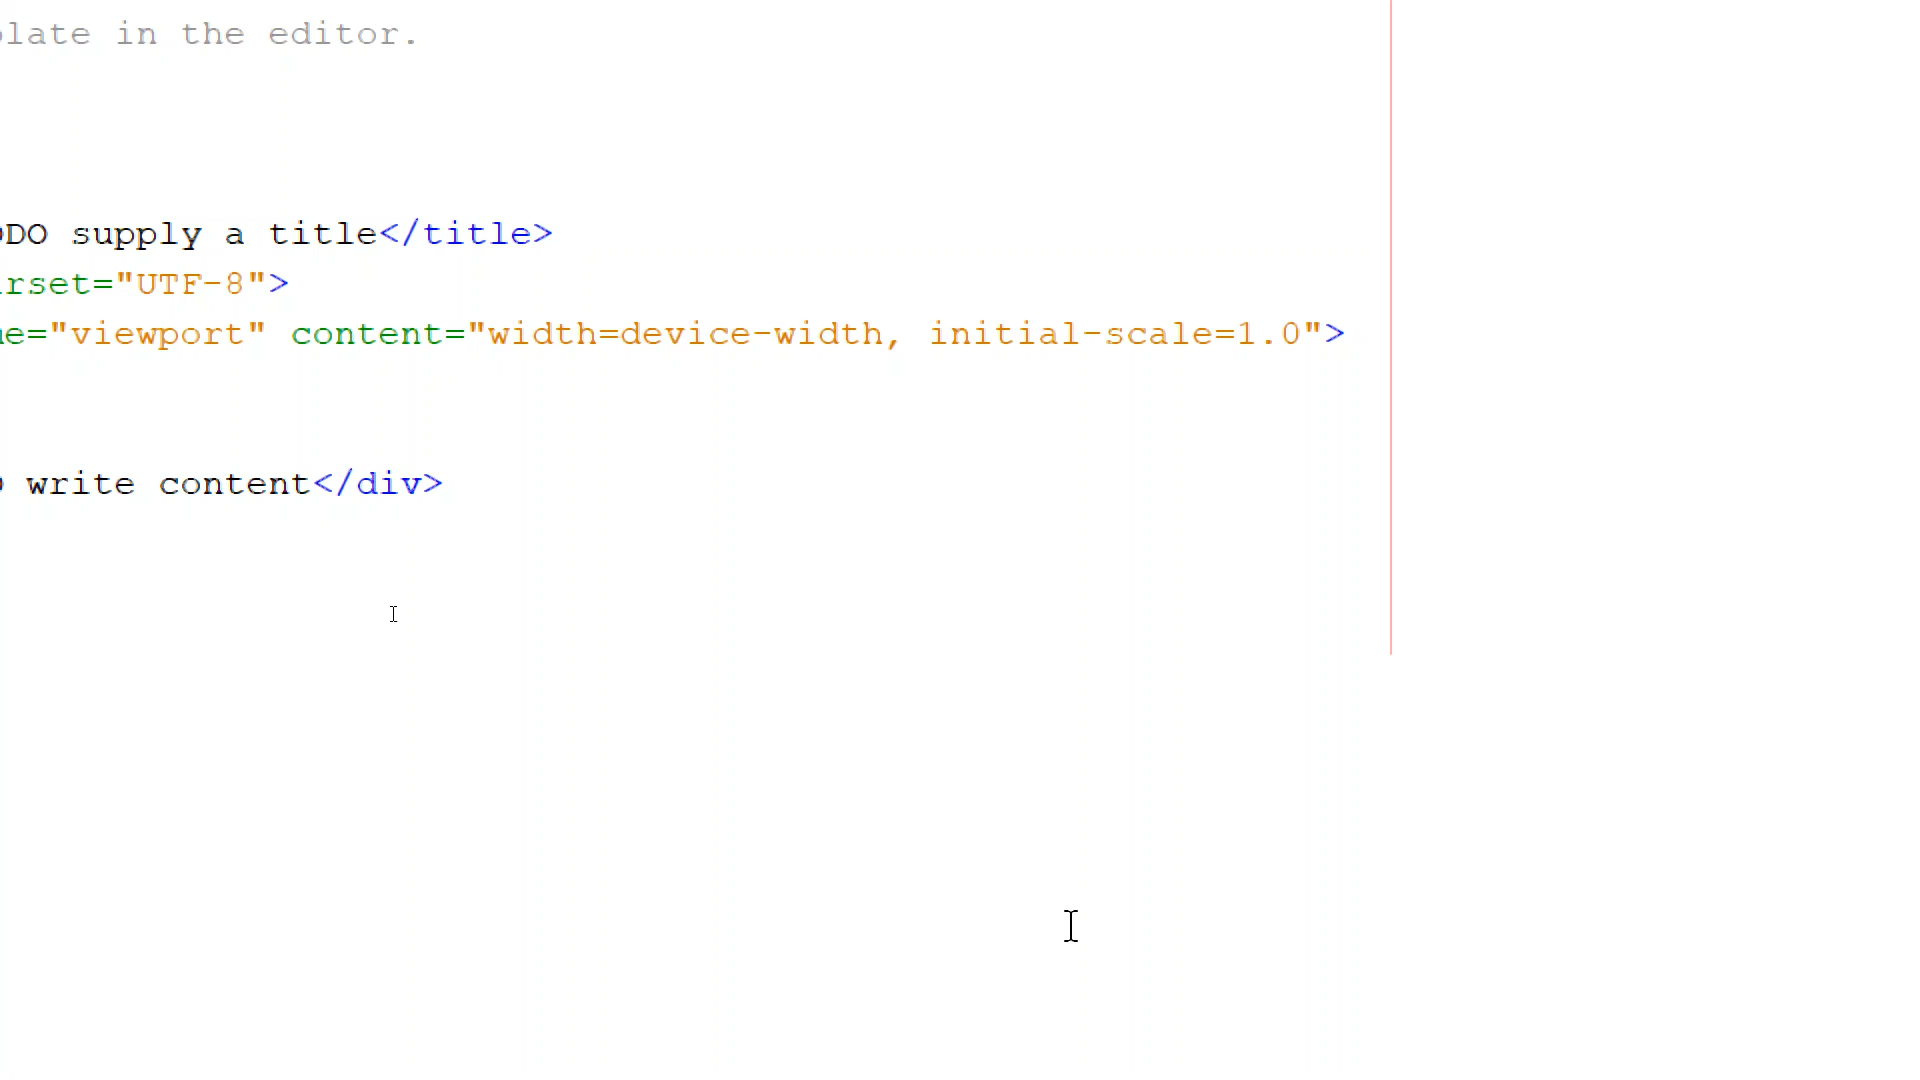 late in the editor.
DO supply a title</title>
rset="UTF-8">
e="viewport" content="width=device-width, initial-scale=1.0">
write content</div>